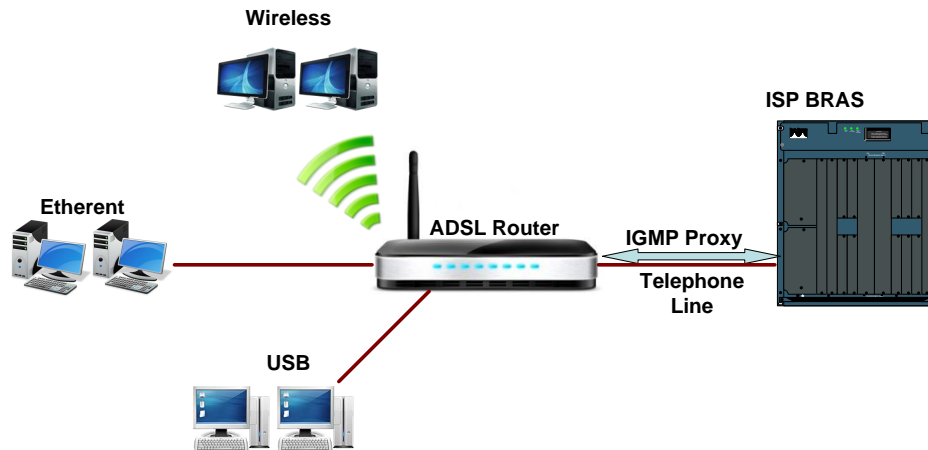 Wireless
ISP BRAS
Etherent
ADSL Router
IGMP Proxy
Telephone
Line
USB